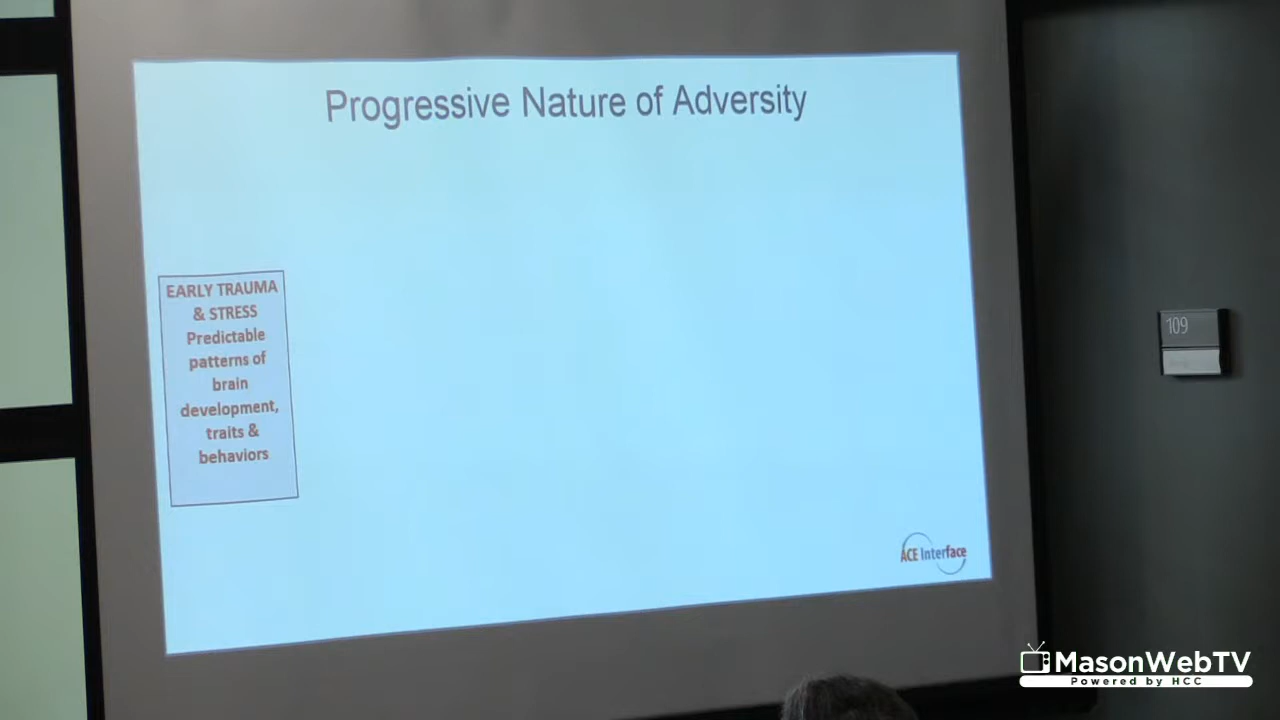 Progressive Nature of Adversity
EARLY TRAUMA
& STRESS
Predictable
patterns of
brain
development,
traits &
behaviors
ACE Interface
109
MasonWebTV
Powered by HCC